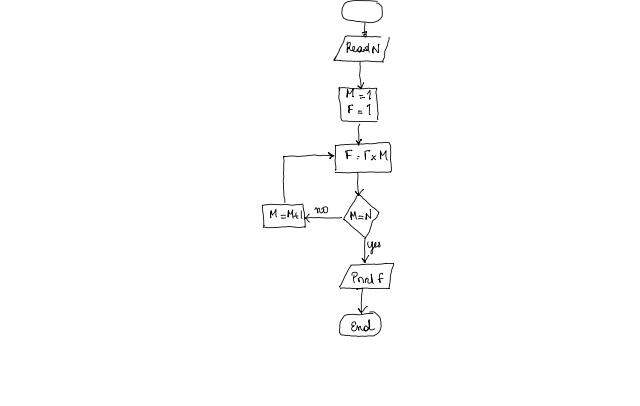 Read N
M = 1
F = 1
F = F x M
M = M+1
no
M = N
yes
Print F
End